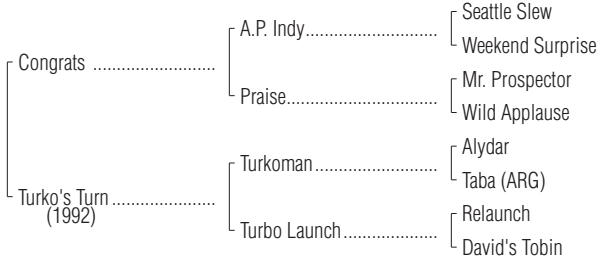 Seattle Slew
A.P. Indy
Weekend Surprise
Congrats
Mr. Prospector
Praise
Wild Applause
Alydar
Turkoman
Taba (ARG)
Turko's Turn
(1992)
Relaunch
Turbo Launch
David's Tobin